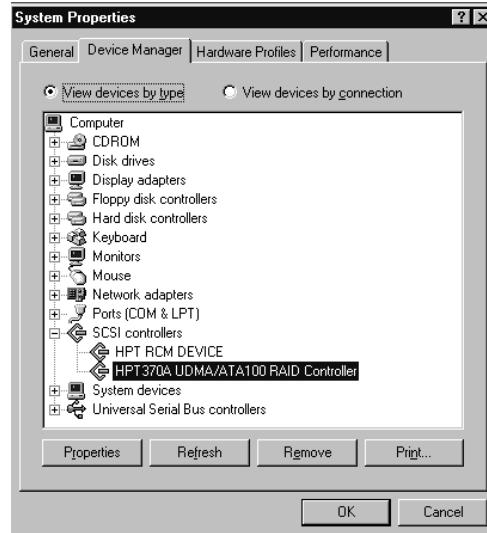 System Properties
General Device Manager Hardware Profiles Performance
View devices by type View devices by connection
Computer
CDROM
Disk drives
Display adapters
Floppy disk controllers
Hard disk controllers
Keyboard
Monitors
Mouse
Network adapters
Ports (COM & LPT)
SCSI controllers
HPT RCM DEVICE
HPT370A UDMA/ATA100 RAID Controller
System devices
Universal Serial Bus controllers
Properties Refresh Remove Print...
OK Cancel